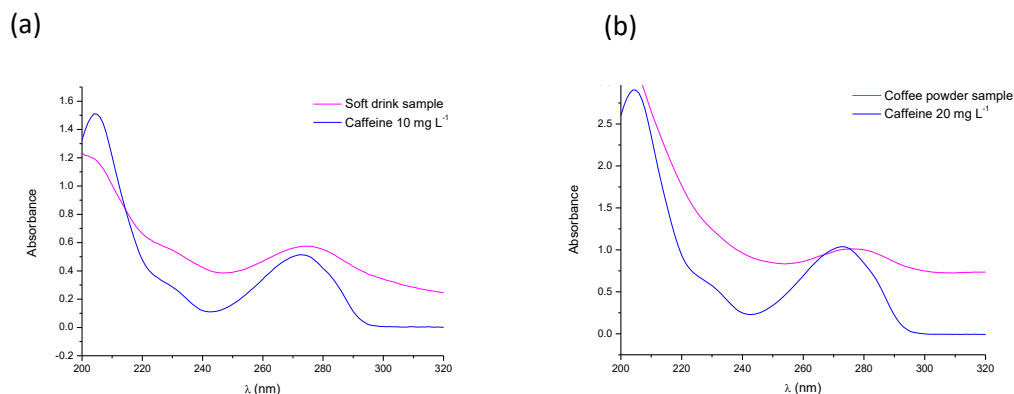 (a)
Soft drink sample
Caffeine 10 mg L⁻¹
1.6
1.4
1.2
1.0
0.8
0.6
0.4
0.2
0.0
-0.2
Absorbance
200 220 240 260 280 300 320
λ (nm)
(b)
Coffee powder sample
Caffeine 20 mg L⁻¹
2.5
2.0
1.5
1.0
0.5
0.0
Absorbance
200 220 240 260 280 300 320
λ (nm)